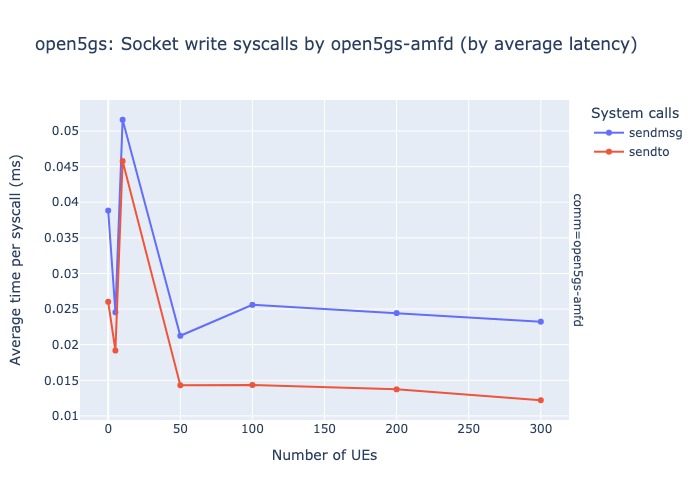 open5gs: Socket write syscalls by open5gs-amfd (by average latency)
System calls
sendmsg
sendto
Average time per syscall (ms)
0.05
0.045
0.04
0.035
0.03
0.025
0.02
0.015
0.01
comm=open5gs-amfd
0 50 100 150 200 250 300
Number of UEs